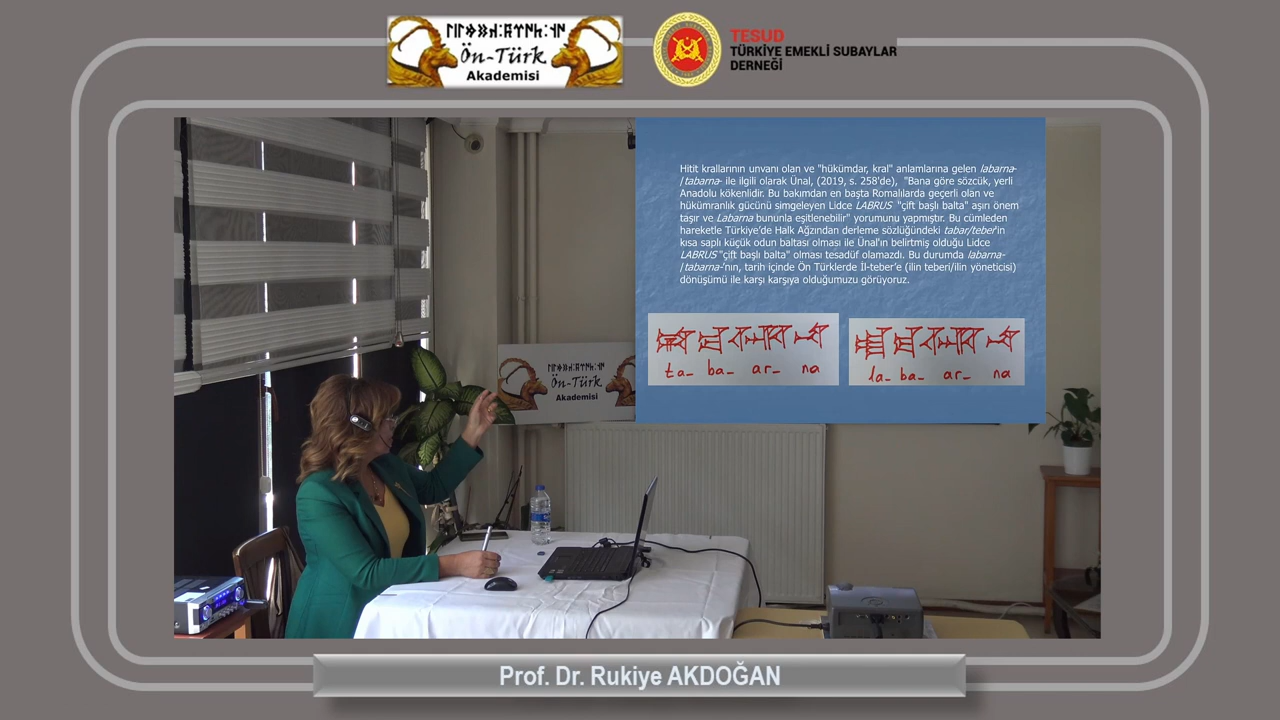 Ön-Türk
Akademisi
TESUD
TÜRKİYE EMEKLİ SUBAYLAR
DERNEĞİ
Hitit krallarının unvanı olan ve "hükümdar, kral" anlamlarına gelen labarna-
/tabarna- ile ilgili olarak Ünal, (2019, s. 258'de), "Bana göre sözcük, yerli
Anadolu kökenlidir. Bu bakımdan en başta Romalılarda geçerli olan ve
hükümranlık gücünü simgeleyen Lidce LABRUS "çift başlı balta" aşırı önem
taşır ve Labarna bununla eşitlenebilir" yorumunu yapmıştır. Bu cümleden
hareketle Türkiye'de Halk Ağzından derleme sözlüğündeki tabar/teber'in
kısa saplı küçük odun baltası olması ile Ünal'ın belirtmiş olduğu Lidce
LABRUS "çift başlı balta" olması tesadüf olamazdı. Bu durumda labarna-
/tabarna-'nın, tarih içinde Ön Türklerde İl-teber'e (ilin teberi/ilin yöneticisi)
dönüşümü ile karşı karşıya olduğumuzu görüyoruz.
ta- ba- ar- na
la- ba- ar- na
Ön-Türk
Akademisi
Prof. Dr. Rukiye AKDOĞAN